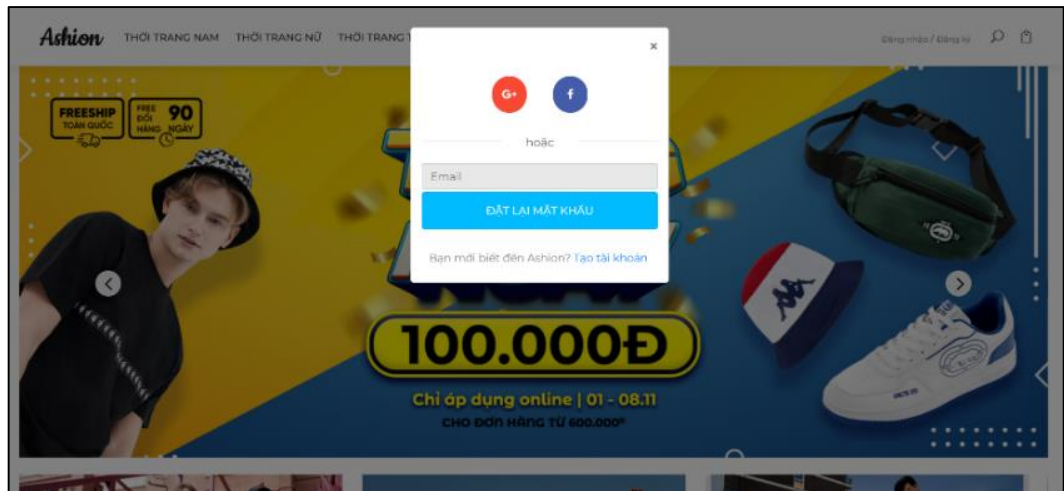 Ashion THỜI TRANG NAM THỜI TRANG NỮ THỜI TRANG
Đăng nhập / Đăng ký
×
G+ f
hoặc
Email
ĐẶT LẠI MẬT KHẨU
Bạn mới biết đến Ashion? Tạo tài khoản
FREESHIP
TOÀN QUỐC
FREE
ĐỔI
HÀNG
90
NGÀY
100.000Đ
Chỉ áp dụng online | 01 - 08.11
CHO ĐƠN HÀNG TỪ 600.000Đ